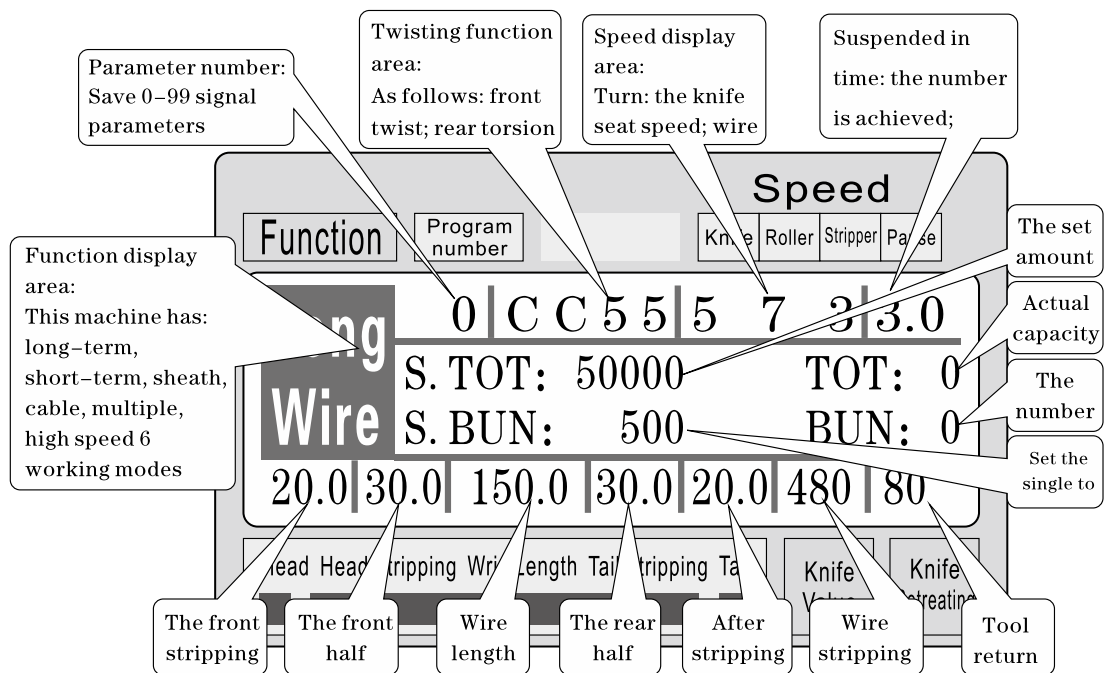 Parameter number:
Save 0-99 signal
parameters
Twisting function
area:
As follows: front
twist; rear torsion
Speed display
area:
Turn: the knife
seat speed; wire
Suspended in
time: the number
is achieved;
Speed
Function
Program
number
Knife
Roller
Stripper
Pause
Function display
area:
This machine has:
long-term,
short-term, sheath,
cable, multiple,
high speed 6
working modes
0
C C 5 5
5 7 3
3.0
Wire
S. TOT: 50000
TOT: 0
S. BUN: 500
BUN: 0
The set
amount
Actual
capacity
The
number
Set the
single to
20.0
30.0
150.0
30.0
20.0
480
80
Head
Knife
Knife
The front
stripping
The front
half
Wire
length
The rear
half
After
stripping
Wire
stripping
Tool
return